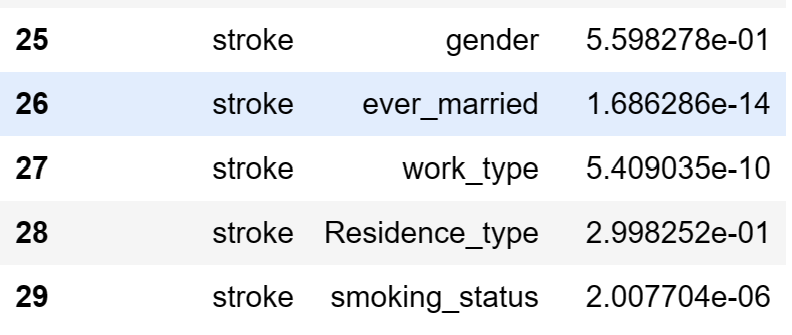 25 stroke gender 5.598278e-01
26 stroke ever_married 1.686286e-14
27 stroke work_type 5.409035e-10
28 stroke Residence_type 2.998252e-01
29 stroke smoking_status 2.007704e-06